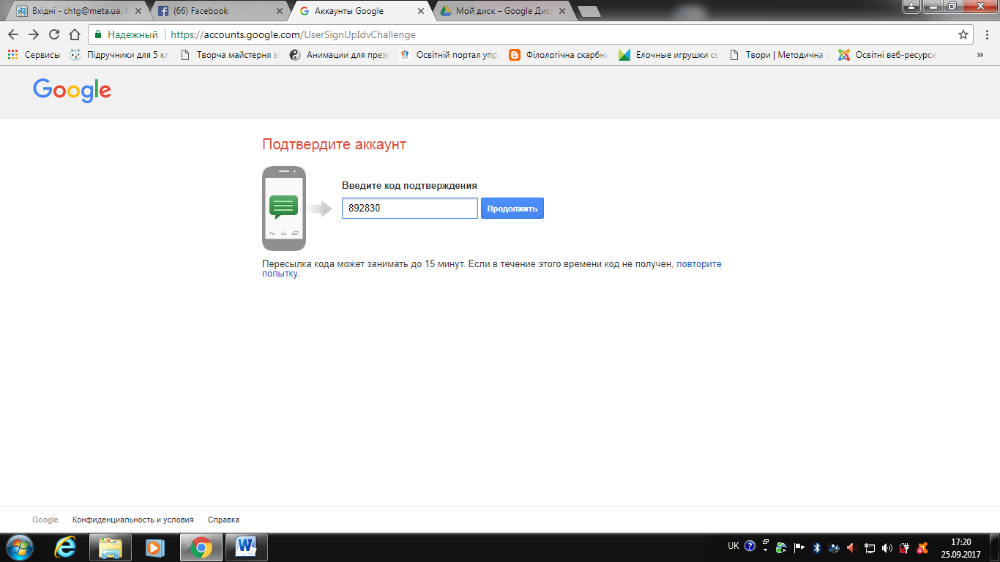 Вхідні - chtg@meta.ua.
(66) Facebook
Аккаунты Google
Мой диск – Google Дис
Надежный
https://accounts.google.com/UserSignUpIdvChallenge
Сервисы
Підручники для 5 кл
Творча майстерня в
Анимации для през
Освітній портал упр
Філологічна скарбн
Елочные игрушки св
Твори | Методична с
Освітні веб-ресурси
»
Google
Подтвердите аккаунт
Введите код подтверждения
892830
Продолжить
Пересылка кода может занимать до 15 минут. Если в течение этого времени код не получен, повторите
попытку.
Google
Конфиденциальность и условия
Справка
UK
17:20
25.09.2017